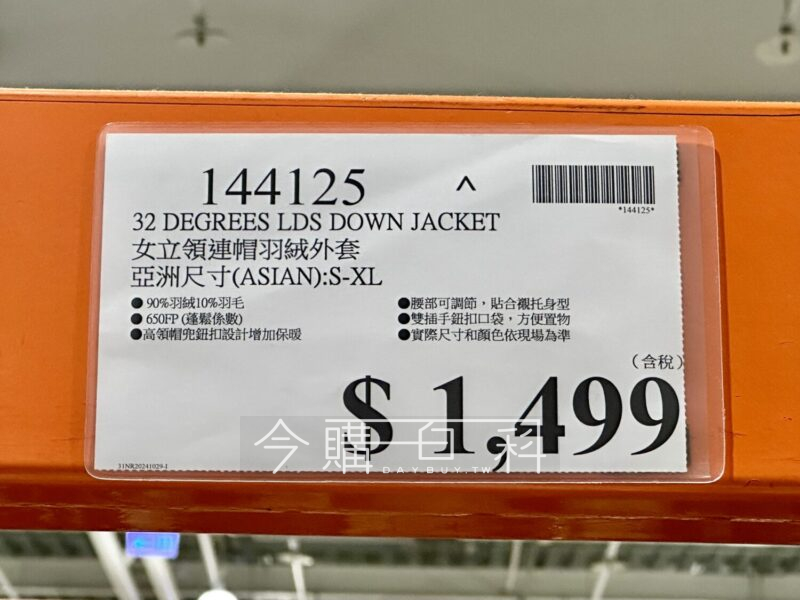 144125 ^
*144125*
32 DEGREES LDS DOWN JACKET
女立領連帽羽絨外套
亞洲尺寸(ASIAN):S-XL
●90%羽絨10%羽毛
●650FP (蓬鬆係數)
●高領帽兜鈕扣設計增加保暖
●腰部可調節，貼合襯托身型
●雙插手鈕扣口袋，方便置物
●實際尺寸和顏色依現場為準
(含稅)
$ 1,499
今購百科
DAYBUY.TW
31NR20241029-1